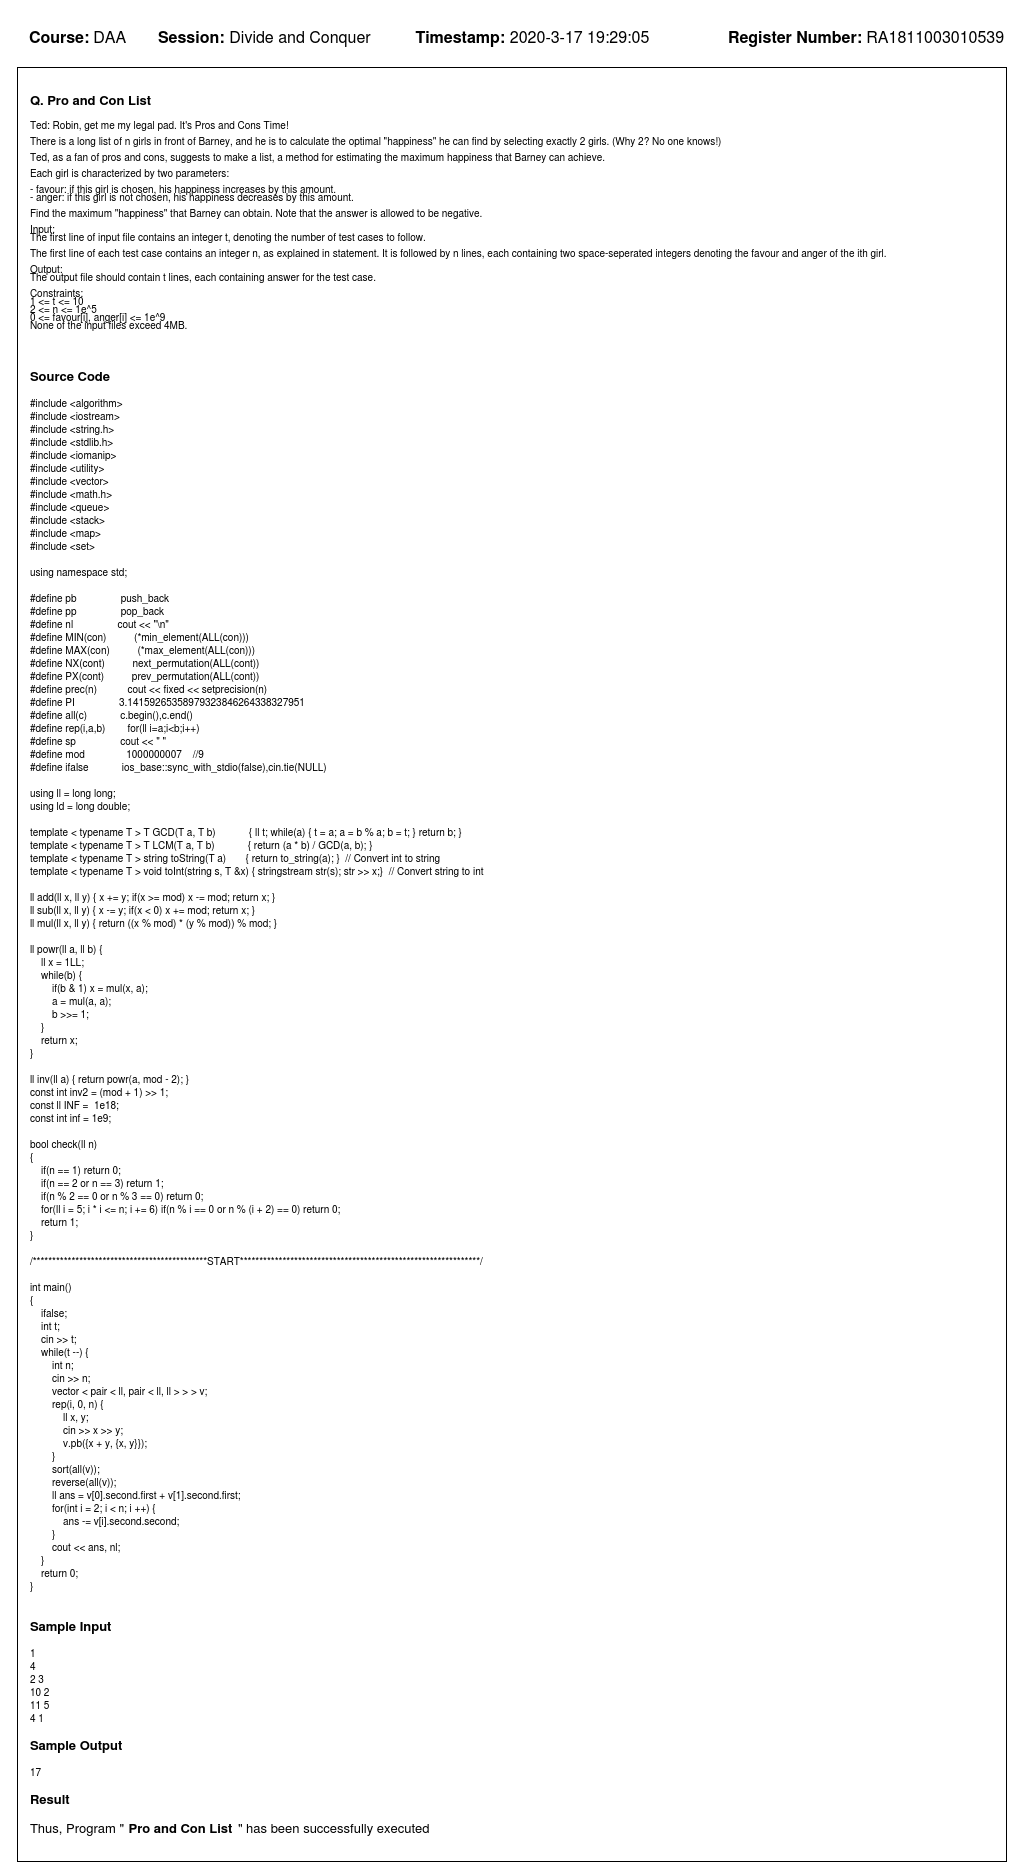 Course: DAA Session: Divide and Conquer Timestamp: 2020-3-17 19:29:05 Register Number: RA1811003010539
Q. Pro and Con List
Ted: Robin, get me my legal pad. It's Pros and Cons Time!
There is a long list of n girls in front of Barney, and he is to calculate the optimal "happiness" he can find by selecting exactly 2 girls. (Why 2? No one knows!)
Ted, as a fan of pros and cons, suggests to make a list, a method for estimating the maximum happiness that Barney can achieve.
Each girl is characterized by two parameters:
- favour: if this girl is chosen, his happiness increases by this amount.
- anger: if this girl is not chosen, his happiness decreases by this amount.
Find the maximum "happiness" that Barney can obtain. Note that the answer is allowed to be negative.
Input:
The first line of input file contains an integer t, denoting the number of test cases to follow.
The first line of each test case contains an integer n, as explained in statement. It is followed by n lines, each containing two space-seperated integers denoting the favour and anger of the ith girl.
Output:
The output file should contain t lines, each containing answer for the test case.
Constraints:
1 <= t <= 10
2 <= n <= 1e^5
0 <= favour[i], anger[i] <= 1e^9
None of the input files exceed 4MB.
Source Code
#include <algorithm>
#include <iostream>
#include <string.h>
#include <stdlib.h>
#include <iomanip>
#include <utility>
#include <vector>
#include <math.h>
#include <queue>
#include <stack>
#include <map>
#include <set>
using namespace std;
#define pb push_back
#define pp pop_back
#define nl cout << "\n"
#define MIN(con) (*min_element(ALL(con)))
#define MAX(con) (*max_element(ALL(con)))
#define NX(cont) next_permutation(ALL(cont))
#define PX(cont) prev_permutation(ALL(cont))
#define prec(n) cout << fixed << setprecision(n)
#define PI 3.14159265358979323846264338327951
#define all(c) c.begin(),c.end()
#define rep(i,a,b) for(ll i=a;i<b;i++)
#define sp cout << " "
#define mod 1000000007 //9
#define ifalse ios_base::sync_with_stdio(false),cin.tie(NULL)
using ll = long long;
using ld = long double;
template < typename T > T GCD(T a, T b) { ll t; while(a) { t = a; a = b % a; b = t; } return b; }
template < typename T > T LCM(T a, T b) { return (a * b) / GCD(a, b); }
template < typename T > string toString(T a) { return to_string(a); } // Convert int to string
template < typename T > void toInt(string s, T &x) { stringstream str(s); str >> x;} // Convert string to int
ll add(ll x, ll y) { x += y; if(x >= mod) x -= mod; return x; }
ll sub(ll x, ll y) { x -= y; if(x < 0) x += mod; return x; }
ll mul(ll x, ll y) { return ((x % mod) * (y % mod)) % mod; }
ll powr(ll a, ll b) {
ll x = 1LL;
while(b) {
if(b & 1) x = mul(x, a);
a = mul(a, a);
b >>= 1;
}
return x;
}
ll inv(ll a) { return powr(a, mod - 2); }
const int inv2 = (mod + 1) >> 1;
const ll INF = 1e18;
const int inf = 1e9;
bool check(ll n)
{
if(n == 1) return 0;
if(n == 2 or n == 3) return 1;
if(n % 2 == 0 or n % 3 == 0) return 0;
for(ll i = 5; i * i <= n; i += 6) if(n % i == 0 or n % (i + 2) == 0) return 0;
return 1;
}
/*********************************************START**************************************************************/
int main()
{
ifalse;
int t;
cin >> t;
while(t --) {
int n;
cin >> n;
vector < pair < ll, pair < ll, ll > > > v;
rep(i, 0, n) {
ll x, y;
cin >> x >> y;
v.pb({x + y, {x, y}});
}
sort(all(v));
reverse(all(v));
ll ans = v[0].second.first + v[1].second.first;
for(int i = 2; i < n; i ++) {
ans -= v[i].second.second;
}
cout << ans, nl;
}
return 0;
}
Sample Input
1
4
2 3
10 2
11 5
4 1
Sample Output
17
Result
Thus, Program " Pro and Con List " has been successfully executed